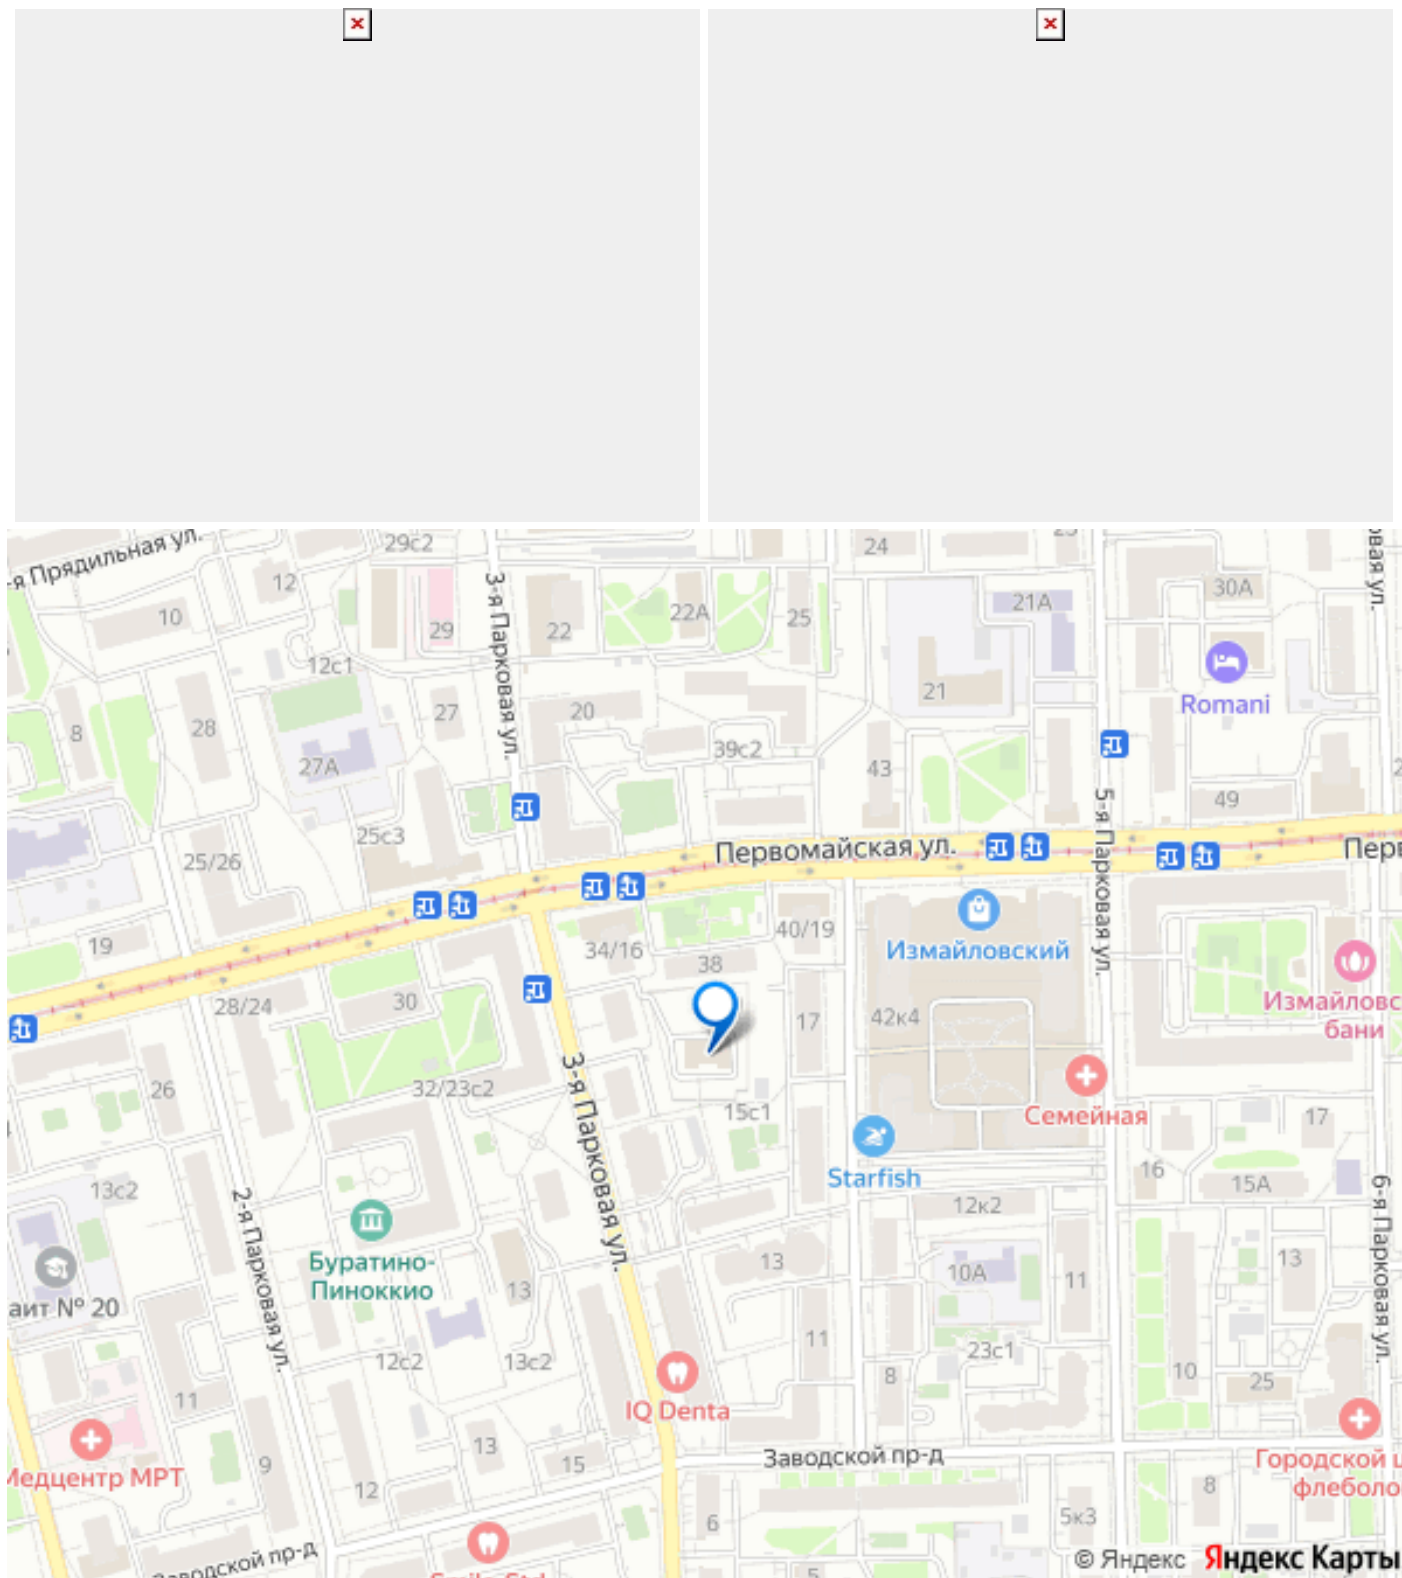 -я Прядильная ул.
29с2
24
12
10
3-я Парковая ул.
29
22
22А
25
21А
30А
Romani
12с1
21
8
28
27
20
39с2
43
27А
49
5-я Парковая ул.
25с3
25/26
Первомайская ул.
Перв
19
34/16
40/19
38
Измайловский
28/24
30
17
42к4
Измайловс
бани
26
32/23с2
3-я Парковая ул.
15с1
Семейная
17
Starfish
16
15А
13с2
2-я Парковая ул.
12к2
6-я Парковая ул.
Буратино-
Пиноккио
13
13
10А
11
13
аит № 20
12с2
13с2
11
23с1
8
10
25
11
IQ Denta
13
15
Заводской пр-д
Городской ц
флеболо
Медцентр МРТ
9
12
8
6
5к3
Заводской пр-д
5
© Яндекс
Яндекс Карты